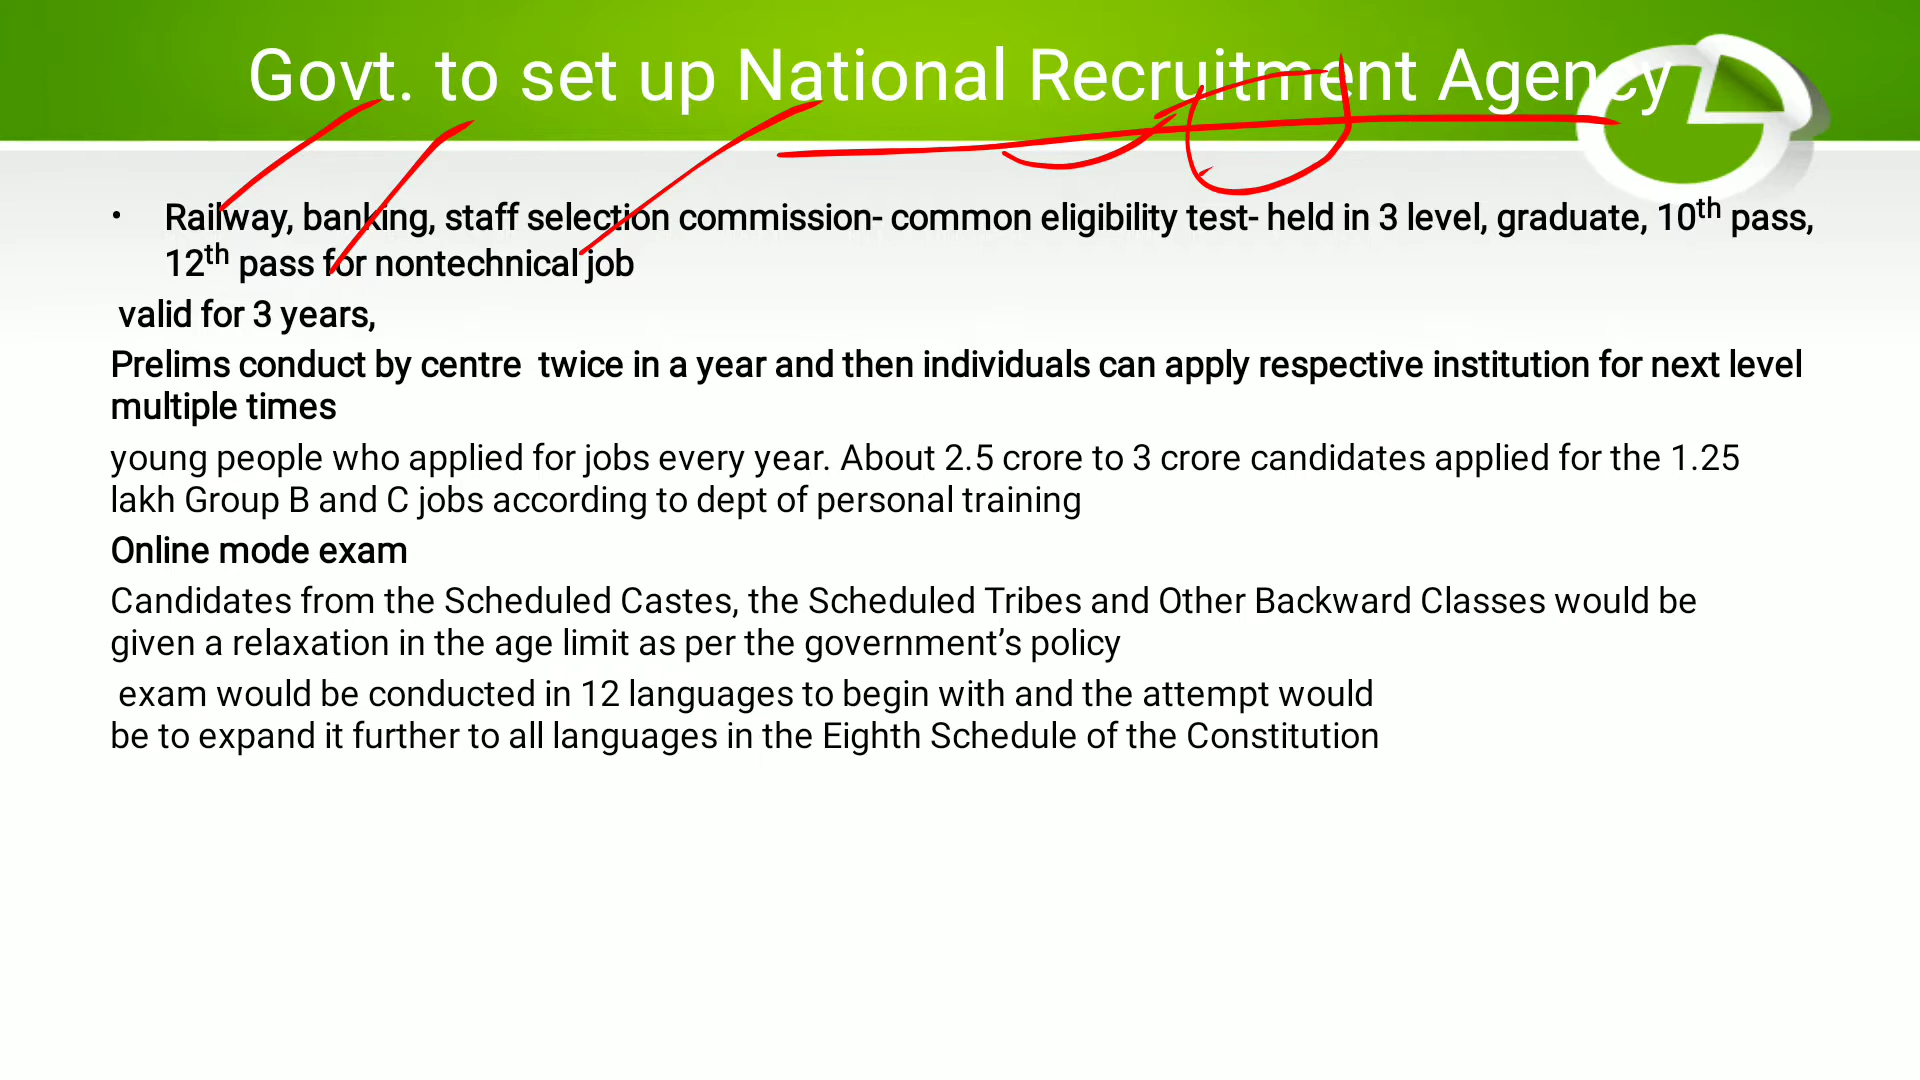 Govt. to set up National Recruitment Agency
• Railway, banking, staff selection commission- common eligibility test- held in 3 level, graduate, 10th pass,
12th pass for nontechnical job
valid for 3 years,
Prelims conduct by centre  twice in a year and then individuals can apply respective institution for next level
multiple times
young people who applied for jobs every year. About 2.5 crore to 3 crore candidates applied for the 1.25
lakh Group B and C jobs according to dept of personal training
Online mode exam
Candidates from the Scheduled Castes, the Scheduled Tribes and Other Backward Classes would be
given a relaxation in the age limit as per the government’s policy
exam would be conducted in 12 languages to begin with and the attempt would
be to expand it further to all languages in the Eighth Schedule of the Constitution